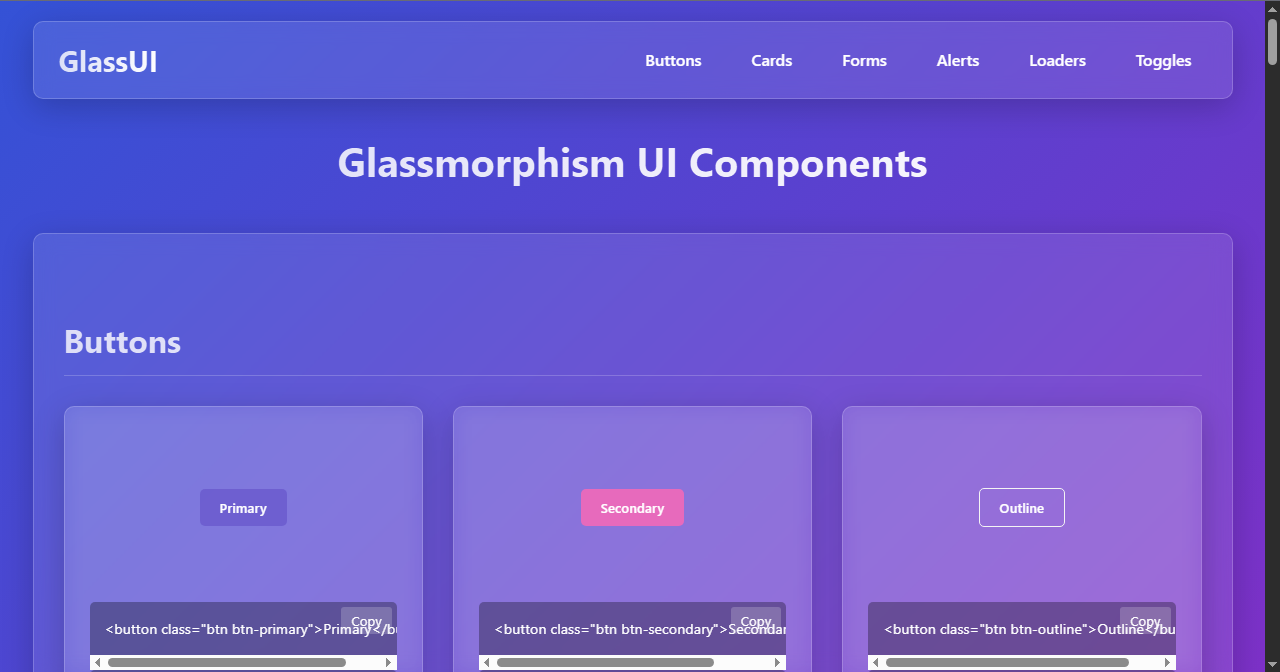 GlassUI
Buttons Cards Forms Alerts Loaders Toggles
Glassmorphism UI Components
Buttons
Primary
Secondary
Outline
Copy
<button class="btn btn-primary">Primary</bu
Copy
<button class="btn btn-secondary">Secondar
Copy
<button class="btn btn-outline">Outline</bu